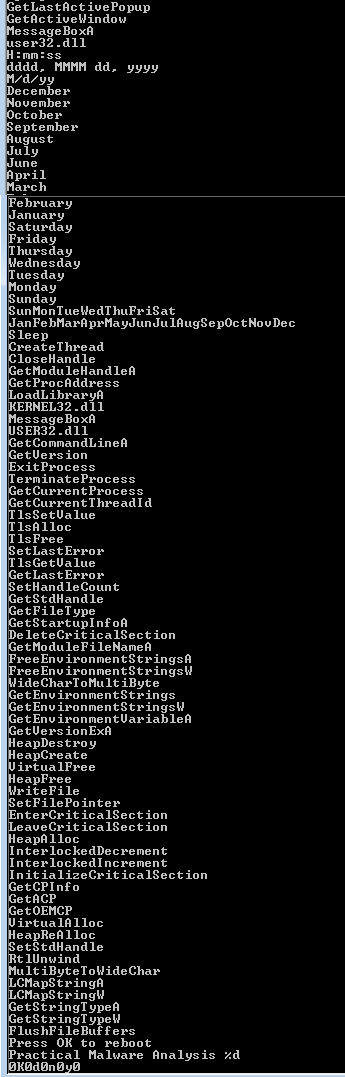 GetLastActivePopup
GetActiveWindow
MessageBoxA
user32.dll
H:mm:ss
dddd, MMMM dd, yyyy
M/d/yy
December
November
October
September
August
July
June
April
March
February
January
Saturday
Friday
Thursday
Wednesday
Tuesday
Monday
Sunday
SunMonTueWedThuFriSat
JanFebMarAprMayJunJulAugSepOctNovDec
Sleep
CreateThread
CloseHandle
GetModuleHandleA
GetProcAddress
LoadLibraryA
KERNEL32.dll
MessageBoxA
USER32.dll
GetCommandLineA
GetVersion
ExitProcess
TerminateProcess
GetCurrentProcess
GetCurrentThreadId
TlsSetValue
TlsAlloc
TlsFree
SetLastError
TlsGetValue
GetLastError
SetHandleCount
GetStdHandle
GetFileType
GetStartupInfoA
DeleteCriticalSection
GetModuleFileNameA
FreeEnvironmentStringsA
FreeEnvironmentStringsW
WideCharToMultiByte
GetEnvironmentStrings
GetEnvironmentStringsW
GetEnvironmentVariableA
GetVersionExA
HeapDestroy
HeapCreate
VirtualFree
HeapFree
WriteFile
SetFilePointer
EnterCriticalSection
LeaveCriticalSection
HeapAlloc
InterlockedDecrement
InterlockedIncrement
InitializeCriticalSection
GetCPInfo
GetACP
GetOEMCP
VirtualAlloc
HeapReAlloc
SetStdHandle
RtlUnwind
MultiByteToWideChar
LCMapStringA
LCMapStringW
GetStringTypeA
GetStringTypeW
FlushFileBuffers
Press OK to reboot
Practical Malware Analysis %d
0K0d0n0y0